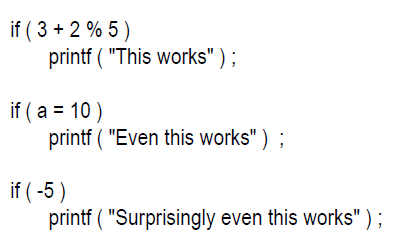 if ( 3 + 2 % 5 )
printf ( "This works" ) ;
if ( a = 10 )
printf ( "Even this works" ) ;
if ( -5 )
printf ( "Surprisingly even this works" ) ;